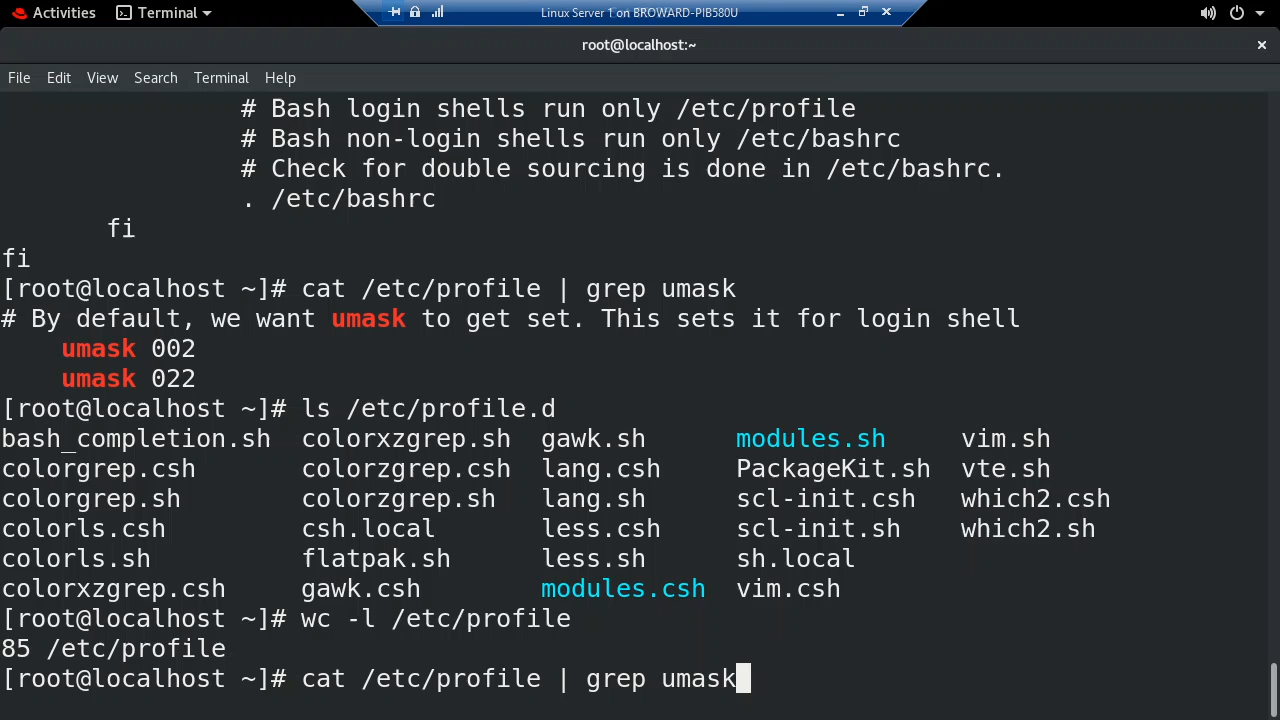 Activities Terminal Linux Server 1 on BROWARD-PIB580U
root@localhost:~
File Edit View Search Terminal Help
# Bash login shells run only /etc/profile
# Bash non-login shells run only /etc/bashrc
# Check for double sourcing is done in /etc/bashrc.
. /etc/bashrc
fi
fi
[root@localhost ~]# cat /etc/profile | grep umask
# By default, we want umask to get set. This sets it for login shell
umask 002
umask 022
[root@localhost ~]# ls /etc/profile.d
bash_completion.sh colorxzgrep.sh gawk.sh modules.sh vim.sh
colorgrep.csh colorzgrep.csh lang.csh PackageKit.sh vte.sh
colorgrep.sh colorzgrep.sh lang.sh scl-init.csh which2.csh
colorls.csh csh.local less.csh scl-init.sh which2.sh
colorls.sh flatpak.sh less.sh sh.local
colorxzgrep.csh gawk.csh modules.csh vim.csh
[root@localhost ~]# wc -l /etc/profile
85 /etc/profile
[root@localhost ~]# cat /etc/profile | grep umask